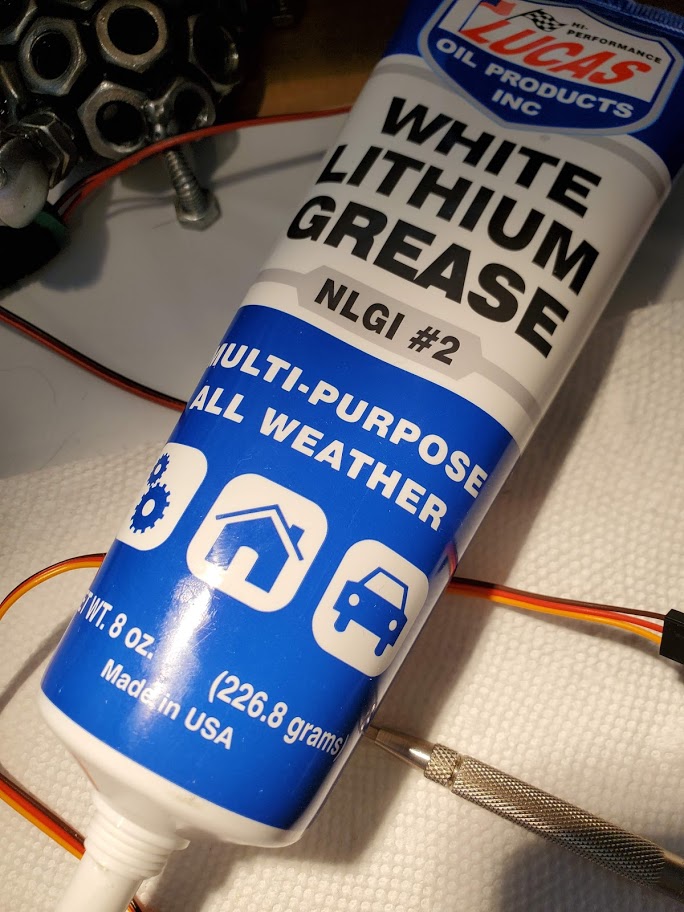 HI-
PERFORMANCE
LUCAS
OIL PRODUCTS
INC
WHITE
LITHIUM
GREASE
NLGI #2
MULTI-PURPOSE
ALL WEATHER
ET WT. 8 oz.
(226.8 grams)
Made in USA